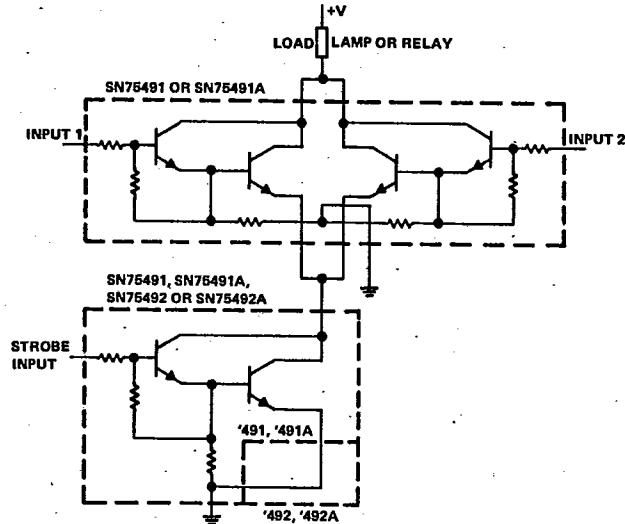 +V
LOAD
LAMP OR RELAY
SN75491 OR SN75491A
INPUT 1
INPUT 2
SN75491, SN75491A,
SN75492 OR SN75492A
STROBE
INPUT
'491, '491A
'492, '492A